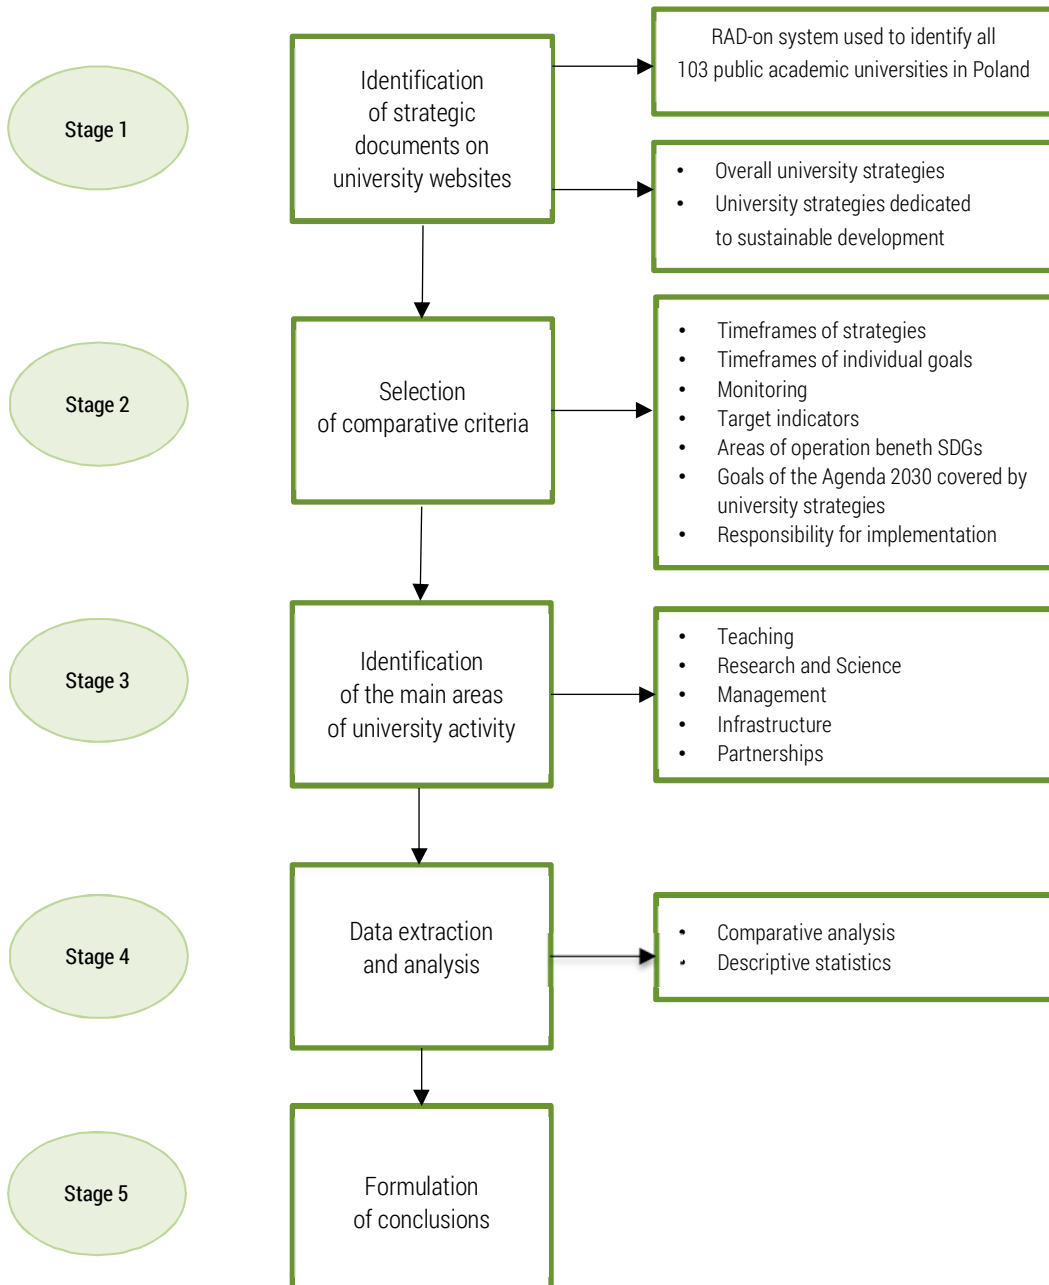 Stage 1
Identification
of strategic
documents on
university websites
RAD-on system used to identify all
103 public academic universities in Poland
• Overall university strategies
• University strategies dedicated
to sustainable development
Stage 2
Selection
of comparative criteria
• Timeframes of strategies
• Timeframes of individual goals
• Monitoring
• Target indicators
• Areas of operation beneth SDGs
• Goals of the Agenda 2030 covered by
university strategies
• Responsibility for implementation
Stage 3
Identification
of the main areas
of university activity
• Teaching
• Research and Science
• Management
• Infrastructure
• Partnerships
Stage 4
Data extraction
and analysis
• Comparative analysis
• Descriptive statistics
Stage 5
Formulation
of conclusions